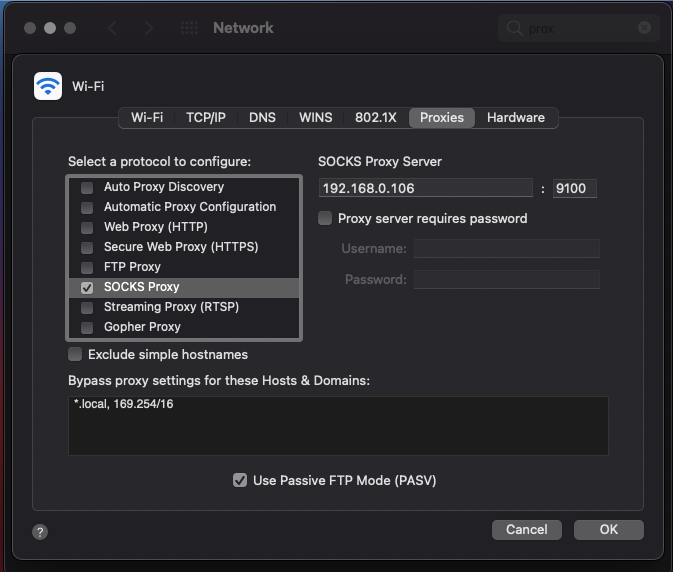 Network
prox
Wi-Fi
Wi-Fi TCP/IP DNS WINS 802.1X Proxies Hardware
Select a protocol to configure:
Auto Proxy Discovery
Automatic Proxy Configuration
Web Proxy (HTTP)
Secure Web Proxy (HTTPS)
FTP Proxy
SOCKS Proxy
Streaming Proxy (RTSP)
Gopher Proxy
SOCKS Proxy Server
192.168.0.106 : 9100
Proxy server requires password
Username:
Password:
Exclude simple hostnames
Bypass proxy settings for these Hosts & Domains:
*.local, 169.254/16
Use Passive FTP Mode (PASV)
?
Cancel OK